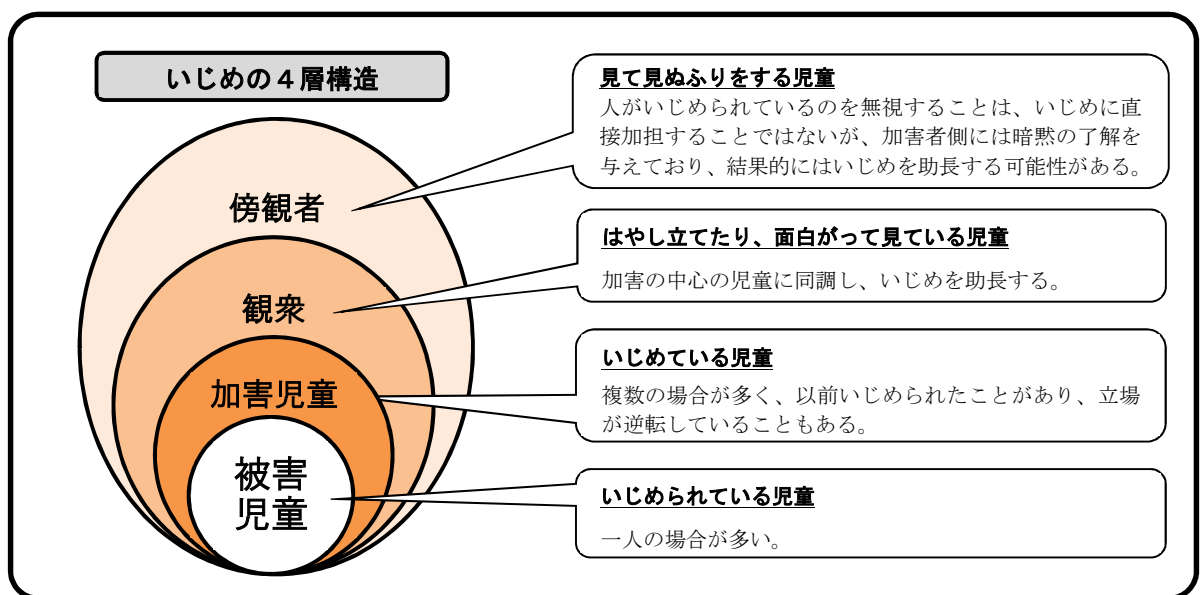 いじめの４層構造
見て見ぬふりをする児童
人がいじめられているのを無視することは、いじめに直
接加担することではないが、加害者側には暗黙の了解を
与えており、結果的にはいじめを助長する可能性がある。
傍観者
はやし立てたり、面白がって見ている児童
加害の中心の児童に同調し、いじめを助長する。
観衆
いじめている児童
複数の場合が多く、以前いじめられたことがあり、立場
が逆転していることもある。
加害児童
いじめられている児童
一人の場合が多い。
被害
児童